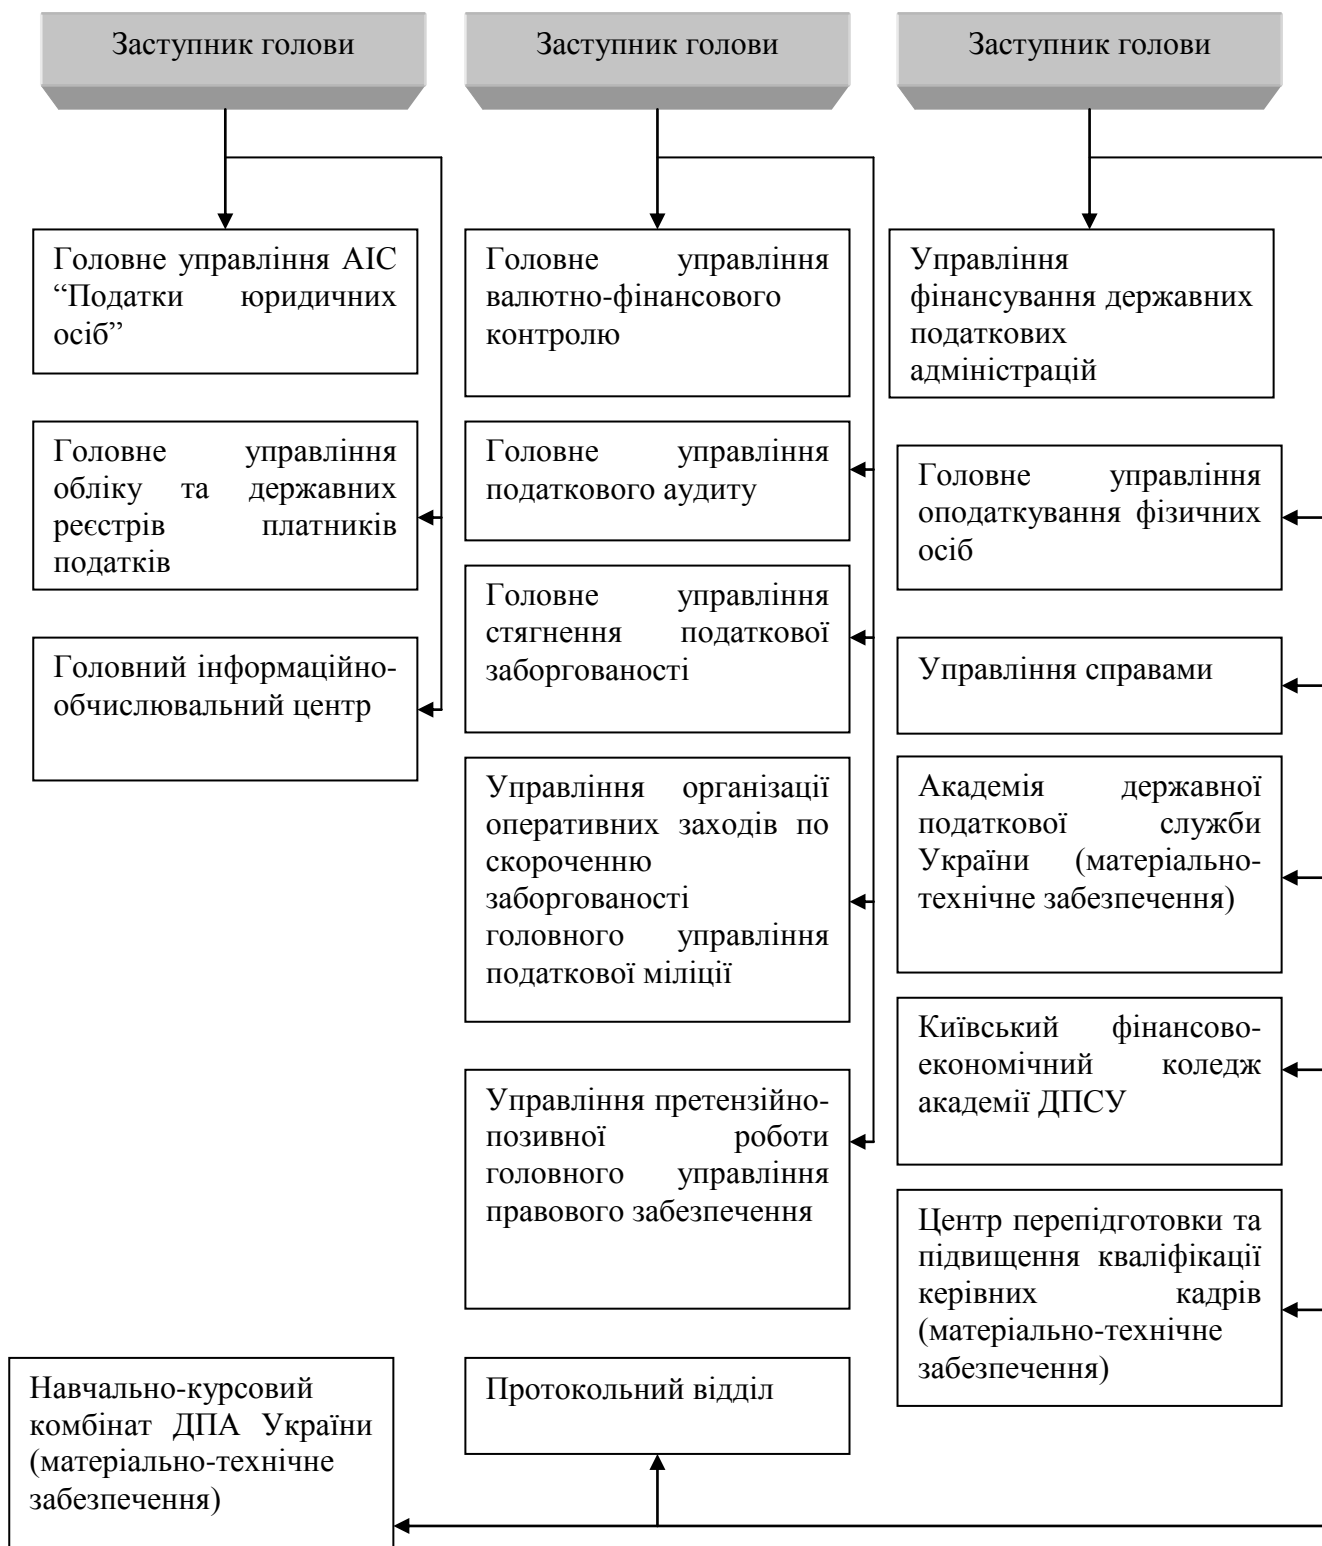 Заступник голови
Заступник голови
Заступник голови
Головне управління АІС
“Податки юридичних
осіб”
Головне управління
обліку та державних
реєстрів платників
податків
Головний інформаційно-
обчислювальний центр
Головне управління
валютно-фінансового
контролю
Головне управління
податкового аудиту
Головне управління
стягнення податкової
заборгованості
Управління організації
оперативних заходів по
скороченню
заборгованості
головного управління
податкової міліції
Управління претензійно-
позивної роботи
головного управління
правового забезпечення
Управління
фінансування державних
податкових
адміністрацій
Головне управління
оподаткування фізичних
осіб
Управління справами
Академія державної
податкової служби
України (матеріально-
технічне забезпечення)
Київський фінансово-
економічний коледж
академії ДПСУ
Центр перепідготовки та
підвищення кваліфікації
керівних кадрів
(матеріально-технічне
забезпечення)
Навчально-курсовий
комбінат ДПА України
(матеріально-технічне
забезпечення)
Протокольний відділ